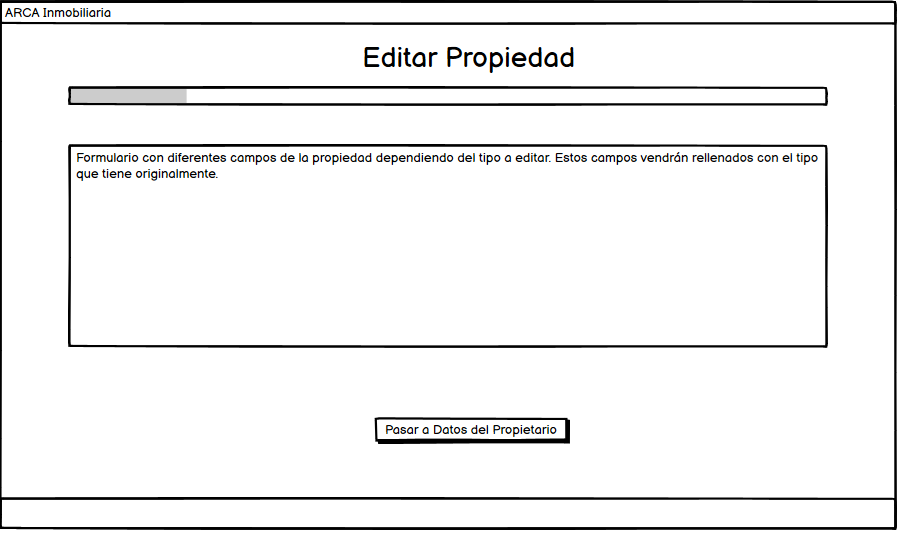 ARCA Inmobiliaria
Editar Propiedad
Formulario con diferentes campos de la propiedad dependiendo del tipo a editar. Estos campos vendrán rellenados con el tipo
que tiene originalmente.
Pasar a Datos del Propietario